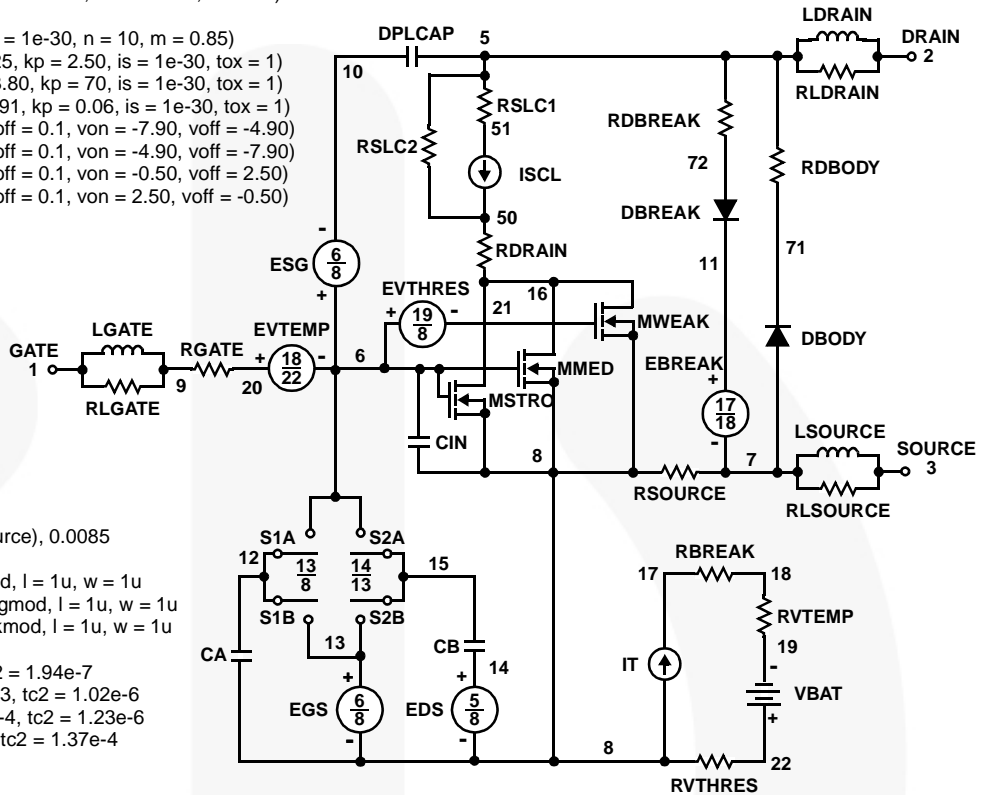 = 1e-30, n = 10, m = 0.85)
25, kp = 2.50, is = 1e-30, tox = 1)
3.80, kp = 70, is = 1e-30, tox = 1)
91, kp = 0.06, is = 1e-30, tox = 1)
off = 0.1, von = -7.90, voff = -4.90)
off = 0.1, von = -4.90, voff = -7.90)
off = 0.1, von = -0.50, voff = 2.50)
off = 0.1, von = 2.50, voff = -0.50)
LDRAIN
DPLCAP
5
DRAIN
2
10
RLDRAIN
RSLC1
51
RDBREAK
RSLC2
ISCL
72
RDBODY
DBREAK
50
RDRAIN
71
-
ESG
6
8
+
11
EVTHRES
+ 19 -
8
16
21
MWEAK
LGATE
EVTEMP
GATE
1
RGATE
+ 18 -
22
6
EBREAK
DBODY
MMED
9
20
RLGATE
MSTRO
+
17
18
-
LSOURCE
CIN
8
7
SOURCE
3
RSOURCE
RLSOURCE
urce), 0.0085
S1A
S2A
12
13
8
14
13
15
RBREAK
17
18
d, l = 1u, w = 1u
gmod, l = 1u, w = 1u
kmod, l = 1u, w = 1u
S1B
S2B
RVTEMP
13
CB
CA
14
IT
19
-
VBAT
+
2 = 1.94e-7
3, tc2 = 1.02e-6
-4, tc2 = 1.23e-6
tc2 = 1.37e-4
+
EGS
6
8
-
+
EDS
5
8
-
8
22
RVTHRES